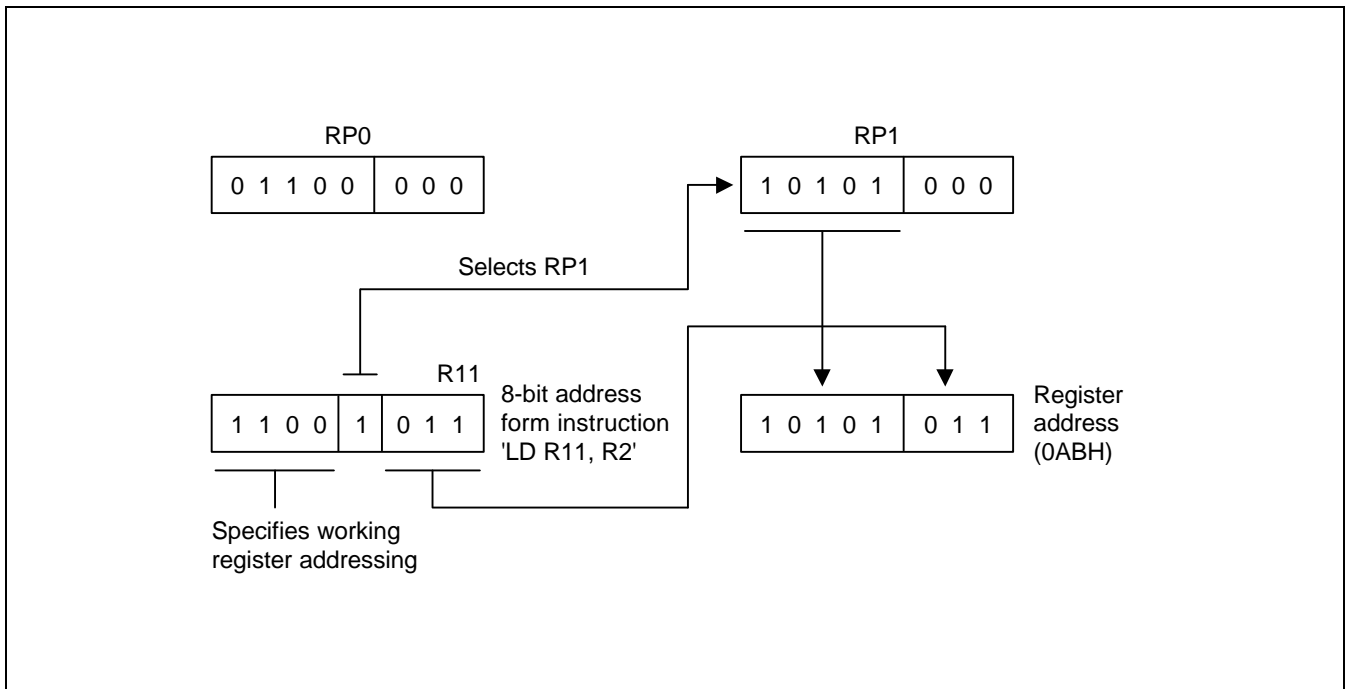 RP0
0 1 1 0 0 0 0 0
RP1
1 0 1 0 1 0 0 0
Selects RP1
R11
1 1 0 0 1 0 1 1
8-bit address
form instruction
'LD R11, R2'
1 0 1 0 1 0 1 1
Register
address
(0ABH)
Specifies working
register addressing